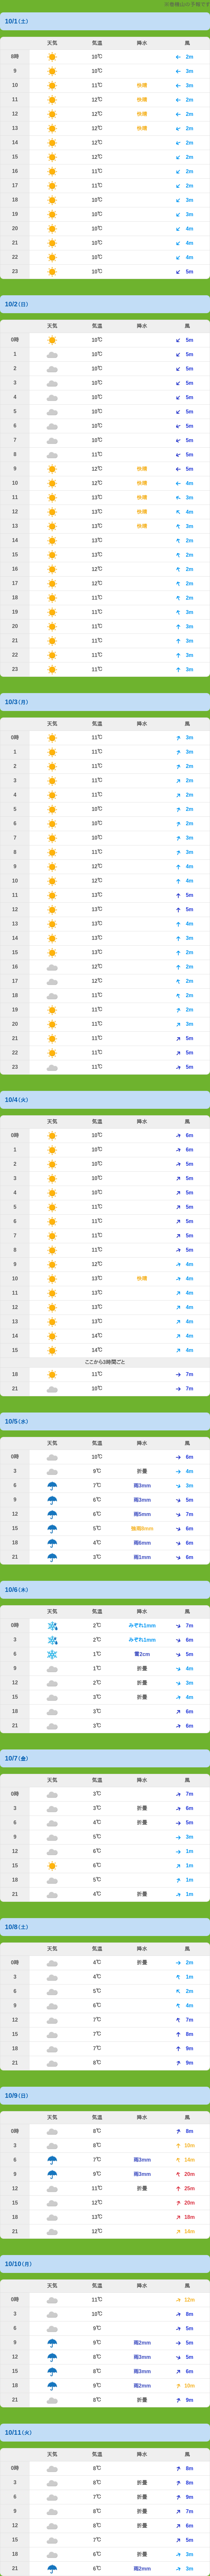 10/1(土)
天気 気温 降水 風
8時 10℃ 2m
9 10℃ 3m
10 11℃ 快晴 3m
11 12℃ 快晴 2m
12 12℃ 快晴 2m
13 12℃ 快晴 2m
14 12℃ 2m
15 12℃ 2m
16 11℃ 2m
17 11℃ 2m
18 10℃ 3m
19 10℃ 3m
20 10℃ 4m
21 10℃ 4m
22 10℃ 4m
23 10℃ 5m
10/2(日)
天気 気温 降水 風
0時 10℃ 5m
1 10℃ 5m
2 10℃ 5m
3 10℃ 5m
4 10℃ 5m
5 10℃ 5m
6 10℃ 5m
7 10℃ 5m
8 11℃ 5m
9 12℃ 快晴 5m
10 12℃ 快晴 4m
11 13℃ 快晴 3m
12 13℃ 快晴 4m
13 13℃ 快晴 3m
14 13℃ 2m
15 13℃ 2m
16 12℃ 2m
17 12℃ 2m
18 11℃ 2m
19 11℃ 3m
20 11℃ 3m
21 11℃ 3m
22 11℃ 3m
23 11℃ 3m
10/3(月)
天気 気温 降水 風
0時 11℃ 3m
1 11℃ 3m
2 11℃ 2m
3 11℃ 2m
4 11℃ 2m
5 10℃ 2m
6 10℃ 2m
7 10℃ 3m
8 11℃ 3m
9 12℃ 4m
10 12℃ 4m
11 13℃ 5m
12 13℃ 5m
13 13℃ 4m
14 13℃ 3m
15 13℃ 2m
16 12℃ 2m
17 12℃ 2m
18 11℃ 2m
19 11℃ 2m
20 11℃ 3m
21 11℃ 5m
22 11℃ 5m
23 11℃ 5m
10/4(火)
天気 気温 降水 風
0時 10℃ 6m
1 10℃ 6m
2 10℃ 5m
3 10℃ 5m
4 10℃ 5m
5 11℃ 5m
6 11℃ 5m
7 11℃ 5m
8 11℃ 5m
9 12℃ 4m
10 13℃ 快晴 4m
11 13℃ 4m
12 13℃ 4m
13 13℃ 4m
14 14℃ 4m
15 14℃ 4m
ここから3時間ごと
18 11℃ 7m
21 10℃ 7m
10/5(水)
天気 気温 降水 風
0時 10℃ 6m
3 9℃ 折畳 4m
6 7℃ 雨3mm 3m
9 6℃ 雨3mm 5m
12 6℃ 雨5mm 7m
15 5℃ 6m
18 4℃ 雨6mm 6m
21 3℃ 雨1mm 6m
10/6(木)
天気 気温 降水 風
0時 2℃ みぞれ1mm 7m
3 2℃ みぞれ1mm 6m
6 1℃ 雪2cm 5m
9 1℃ 折畳 4m
12 2℃ 折畳 3m
15 3℃ 折畳 4m
18 3℃ 6m
21 3℃ 6m
10/7(金)
天気 気温 降水 風
0時 3℃ 7m
3 3℃ 折畳 6m
6 4℃ 折畳 5m
9 5℃ 3m
12 6℃ 1m
15 6℃ 1m
18 5℃ 1m
21 4℃ 折畳 1m
10/8(土)
天気 気温 降水 風
0時 4℃ 折畳 2m
3 4℃ 1m
6 5℃ 2m
9 6℃ 4m
12 7℃ 7m
15 7℃ 8m
18 7℃ 9m
21 8℃ 9m
10/9(日)
天気 気温 降水 風
0時 8℃ 8m
3 8℃ 10m
6 7℃ 雨3mm 14m
9 9℃ 雨3mm 20m
12 11℃ 折畳 25m
15 12℃ 20m
18 13℃ 18m
21 12℃ 14m
10/10(月)
天気 気温 降水 風
0時 11℃ 12m
3 10℃ 8m
6 9℃ 5m
9 9℃ 雨2mm 5m
12 8℃ 雨3mm 5m
15 8℃ 雨3mm 6m
18 9℃ 雨2mm 10m
21 8℃ 折畳 9m
10/11(火)
天気 気温 降水 風
0時 8℃ 8m
3 8℃ 折畳 8m
6 7℃ 折畳 9m
9 8℃ 折畳 7m
12 8℃ 折畳 6m
15 7℃ 5m
18 6℃ 折畳 3m
21 6℃ 雨2mm 3m